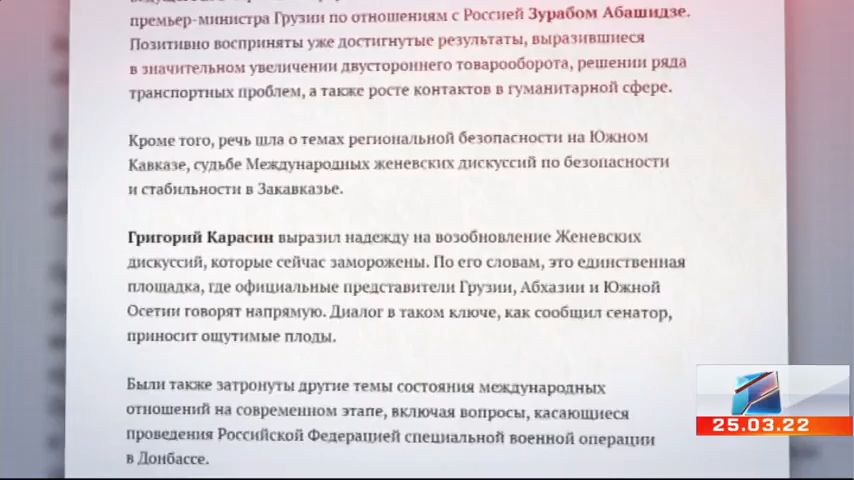 премьер-министра Грузии по отношениям с Россией Зурабом Абашидзе.
Позитивно восприняты уже достигнутые результаты, выразившиеся
в значительном увеличении двустороннего товарооборота, решении ряда
транспортных проблем, а также росте контактов в гуманитарной сфере.
Кроме того, речь шла о темах региональной безопасности на Южном
Кавказе, судьбе Международных женевских дискуссий по безопасности
и стабильности в Закавказье.
Григорий Карасин выразил надежду на возобновление Женевских
дискуссий, которые сейчас заморожены. По его словам, это единственная
площадка, где официальные представители Грузии, Абхазии и Южной
Осетии говорят напрямую. Диалог в таком ключе, как сообщил сенатор,
приносит ощутимые плоды.
Были также затронуты другие темы состояния международных
отношений на современном этапе, включая вопросы, касающиеся
проведения Российской Федерацией специальной военной операции
в Донбассе.
25.03.22